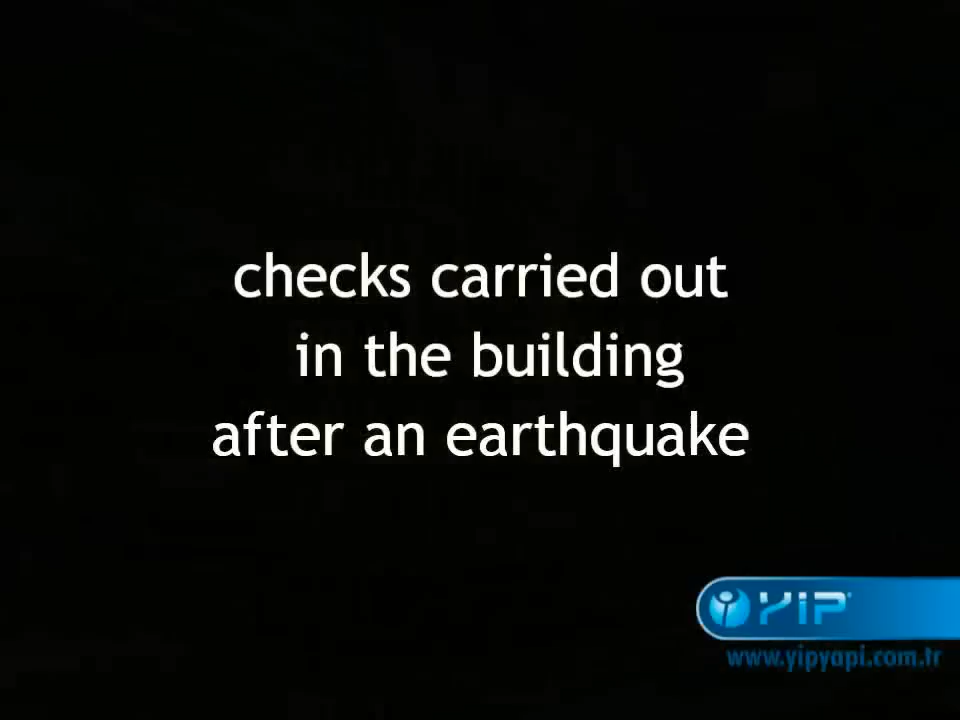 checks carried out
in the building
after an earthquake
YIP
www.yipyapi.com.tr